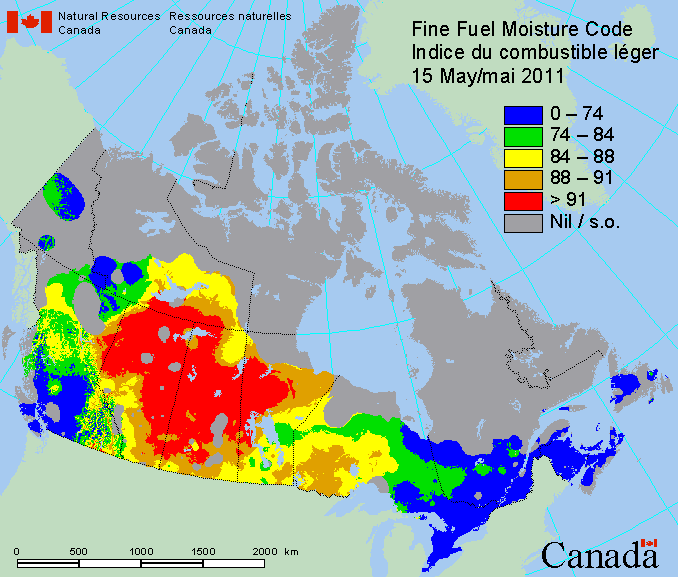 Natural Resources Ressources naturelles
Canada Canada
Fine Fuel Moisture Code
Indice du combustible léger
15 May/mai 2011
0 – 74
74 – 84
84 – 88
88 – 91
> 91
Nil / s.o.
0 500 1000 1500 2000 km
Canada